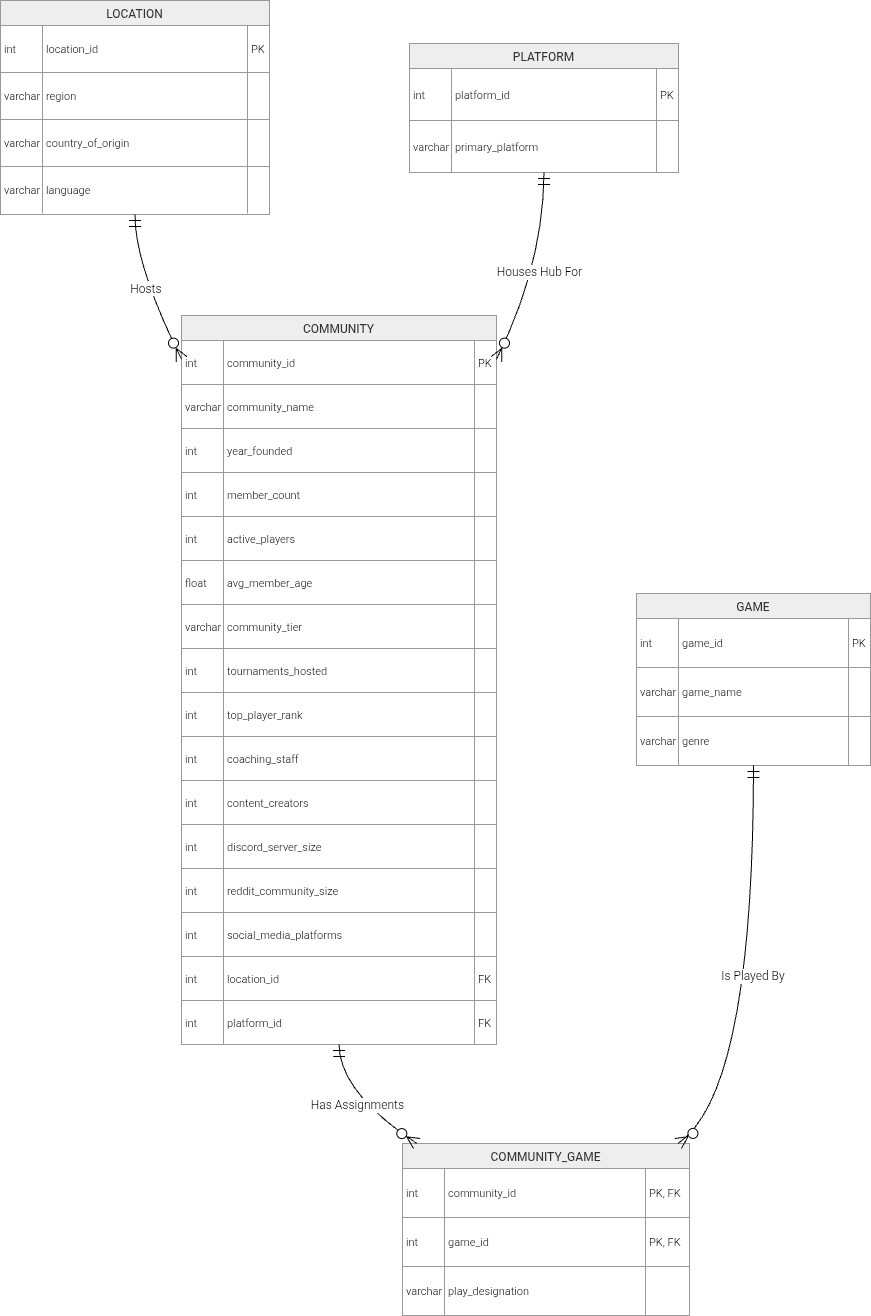 LOCATION
int location_id PK
varchar region
varchar country_of_origin
varchar language
PLATFORM
int platform_id PK
varchar primary_platform
Hosts
Houses Hub For
COMMUNITY
int community_id PK
varchar community_name
int year_founded
int member_count
int active_players
float avg_member_age
varchar community_tier
int tournaments_hosted
int top_player_rank
int coaching_staff
int content_creators
int discord_server_size
int reddit_community_size
int social_media_platforms
int location_id FK
int platform_id FK
GAME
int game_id PK
varchar game_name
varchar genre
Is Played By
Has Assignments
COMMUNITY_GAME
int community_id PK, FK
int game_id PK, FK
varchar play_designation